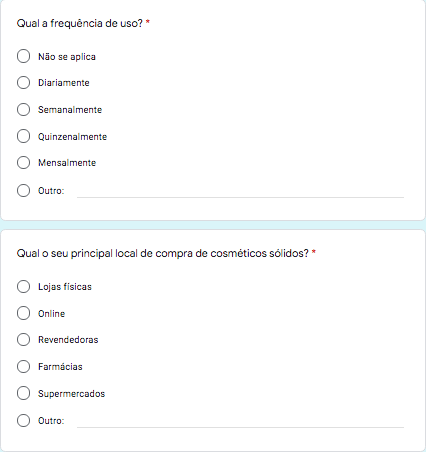 Qual a frequência de uso? *
Não se aplica
Diariamente
Semanalmente
Quinzenalmente
Mensalmente
Outro:
Qual o seu principal local de compra de cosméticos sólidos? *
Lojas físicas
Online
Revendedoras
Farmácias
Supermercados
Outro: